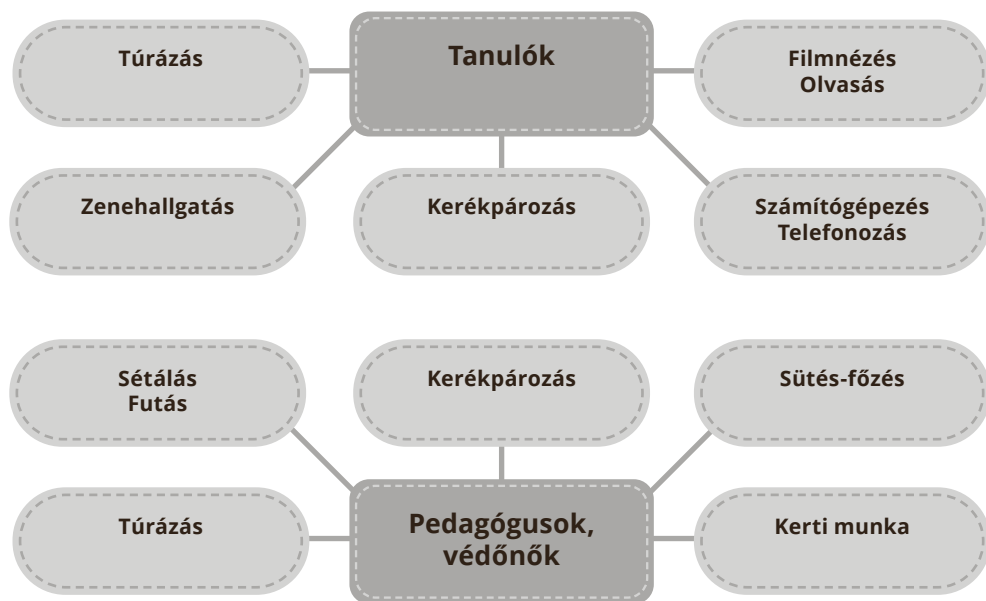 Túrázás
Tanulók
Filmnézés
Olvasás
Zenehallgatás
Kerékpározás
Számítógépezés
Telefonozás
Sétálás
Futás
Kerékpározás
Sütés-főzés
Túrázás
Pedagógusok,
védőnők
Kerti munka